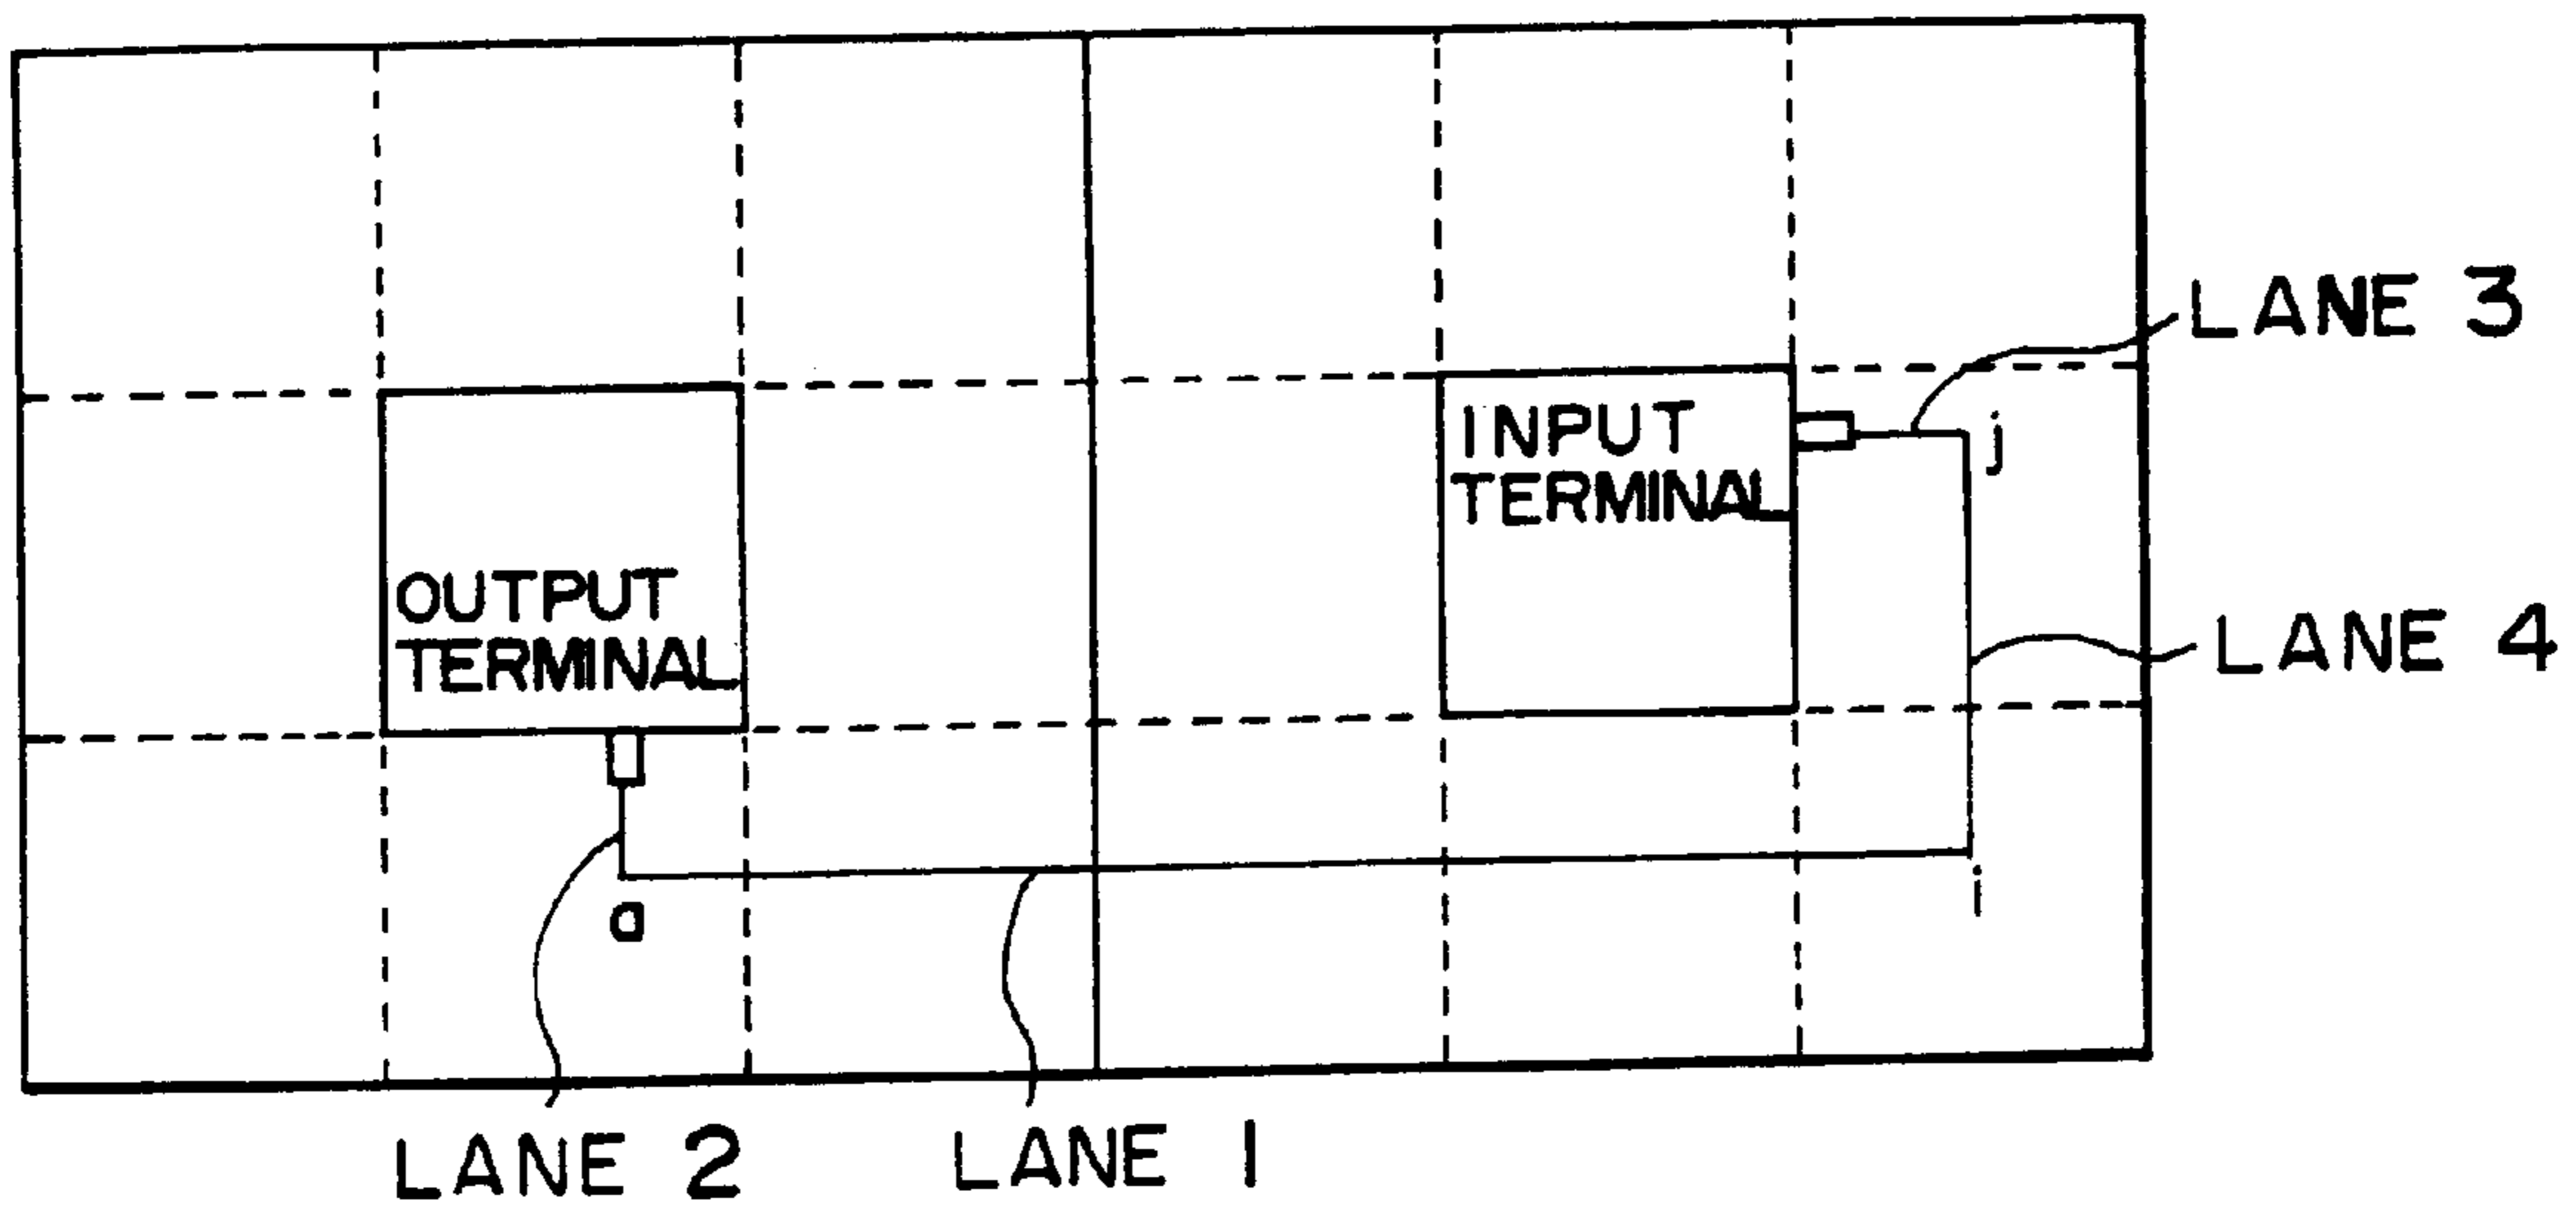 LANE 3
INPUT
TERMINAL
j
OUTPUT
TERMINAL
LANE 4
a
i
LANE 2
LANE 1